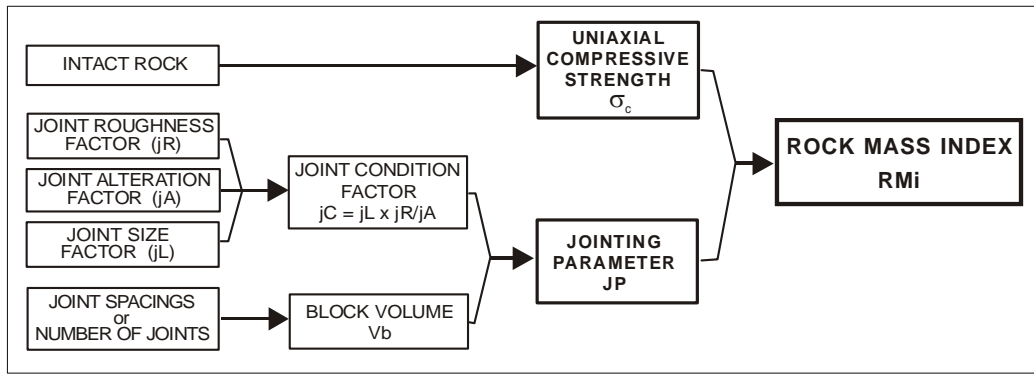 INTACT ROCK
UNIAXIAL
COMPRESSIVE
STRENGTH
σc
JOINT ROUGHNESS
FACTOR (jR)
JOINT ALTERATION
FACTOR (jA)
JOINT SIZE
FACTOR (jL)
JOINT CONDITION
FACTOR
jC = jL x jR/jA
ROCK MASS INDEX
RMi
JOINTING
PARAMETER
JP
JOINT SPACINGS
or
NUMBER OF JOINTS
BLOCK VOLUME
Vb